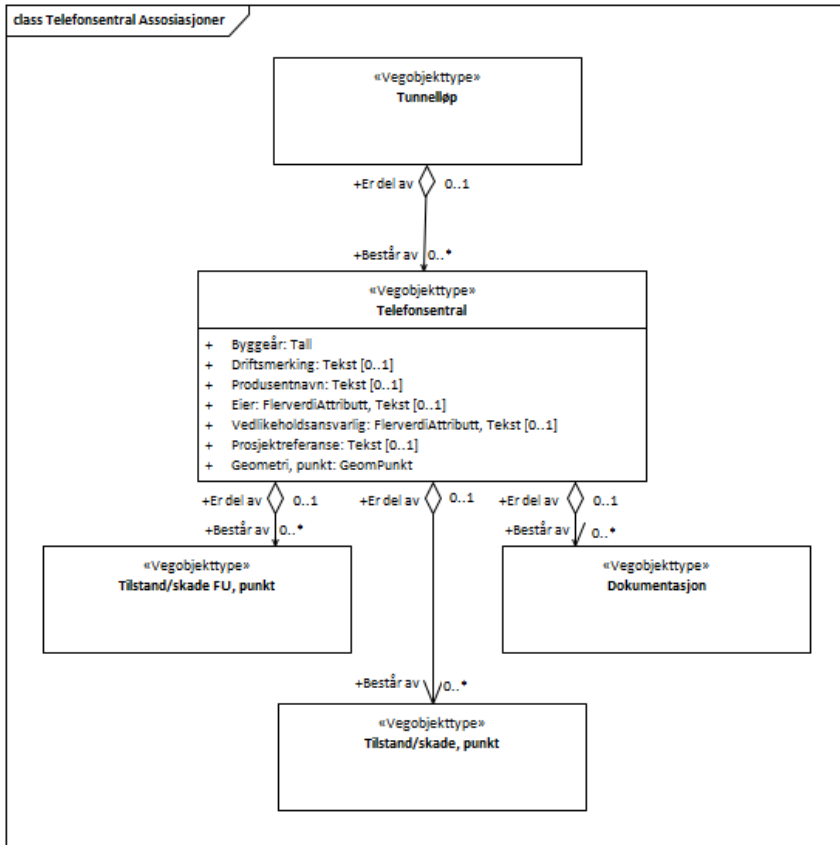 class Telefonsentral Assosiasjoner
«Vegobjekttype»
Tunnelløp
+Er del av 0..1
+Består av 0..*
«Vegobjekttype»
Telefonsentral
+ Byggeår: Tall
+ Driftsmerking: Tekst [0..1]
+ Produsentnavn: Tekst [0..1]
+ Eier: FlerverdiAttributt, Tekst [0..1]
+ Vedlikeholdsansvarlig: FlerverdiAttributt, Tekst [0..1]
+ Prosjektreferanse: Tekst [0..1]
+ Geometri, punkt: GeomPunkt
+Er del av 0..1 +Er del av 0..1 +Er del av 0..1
+Består av 0..* +Består av 0..*
«Vegobjekttype» «Vegobjekttype»
Tilstand/skade FU, punkt Dokumentasjon
+Består av 0..*
«Vegobjekttype»
Tilstand/skade, punkt